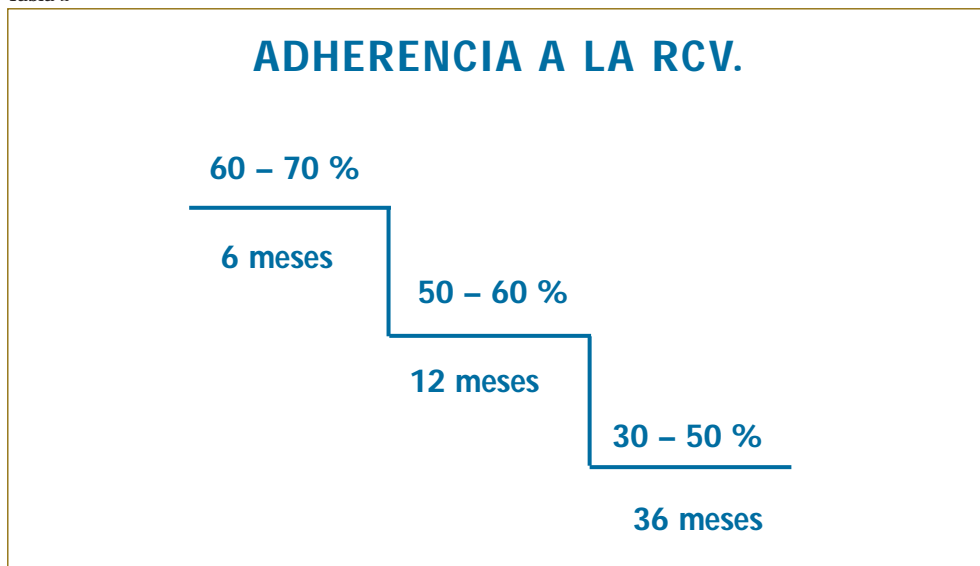 ADHERENCIA A LA RCV.
60 – 70 %
6 meses
50 – 60 %
12 meses
30 – 50 %
36 meses